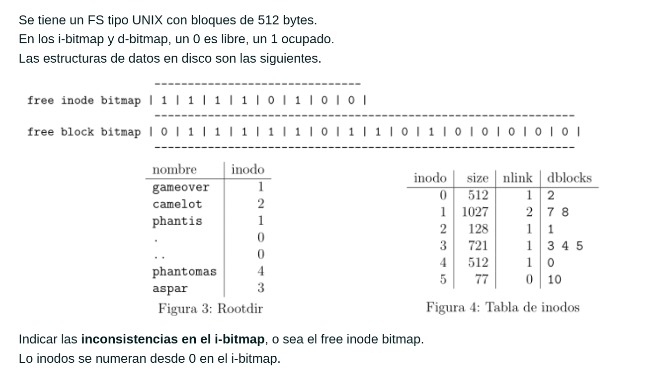 Se tiene un FS tipo UNIX con bloques de 512 bytes.
En los i-bitmap y d-bitmap, un 0 es libre, un 1 ocupado.
Las estructuras de datos en disco son las siguientes.
-------------------------------
free inode bitmap | 1 | 1 | 1 | 1 | 0 | 1 | 0 | 0 |
---------------------------------------------------------------
free block bitmap | 0 | 1 | 1 | 1 | 1 | 1 | 0 | 1 | 1 | 0 | 1 | 0 | 0 | 0 | 0 | 0 |
---------------------------------------------------------------
nombre inodo
gameover 1
camelot 2
phantis 1
. 0
.. 0
phantomas 4
aspar 3
Figura 3: Rootdir
inodo size nlink dblocks
0 512 1 2
1 1027 2 7 8
2 128 1 1
3 721 1 3 4 5
4 512 1 0
5 77 0 10
Figura 4: Tabla de inodos
Indicar las inconsistencias en el i-bitmap, o sea el free inode bitmap.
Lo inodos se numeran desde 0 en el i-bitmap.